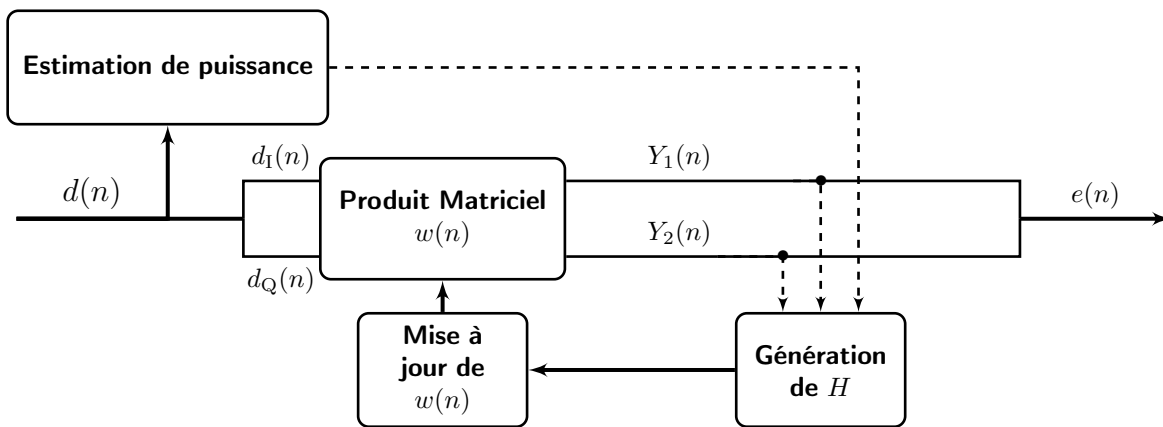 Estimation de puissance
d(n)
d_I(n)
d_Q(n)
Produit Matriciel
w(n)
Y_1(n)
Y_2(n)
e(n)
Mise à
jour de
w(n)
Génération
de H